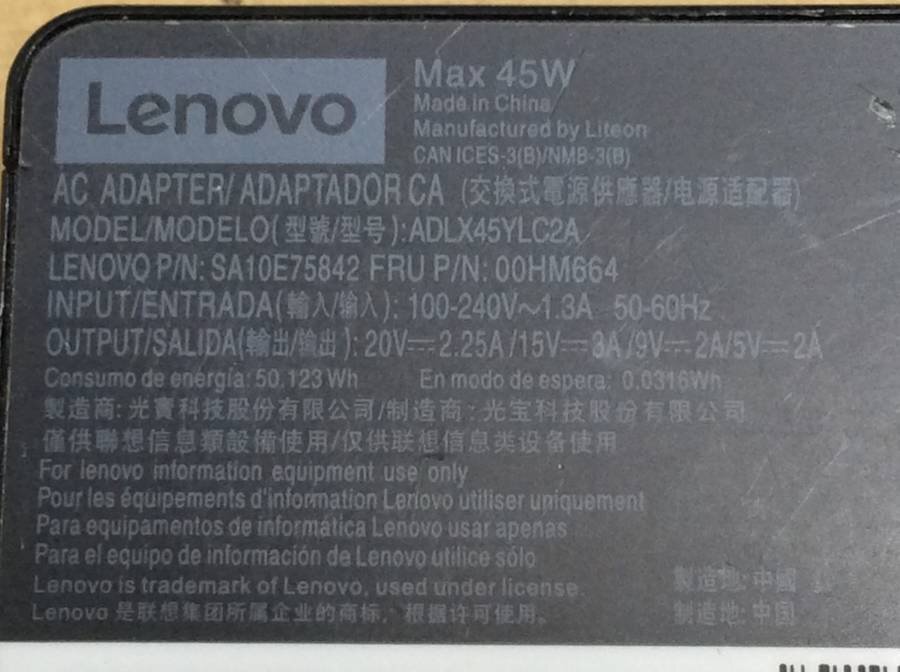 Lenovo
Max 45W
Made in China
Manufactured by Liteon
CAN ICES-3(B)/NMB-3(B)
AC ADAPTER/ ADAPTADOR CA (交換式電源供應器/电源适配器)
MODEL/MODELO(型號/型号):ADLX45YLC2A
LENOVO P/N: SA10E75842 FRU P/N: 00HM664
INPUT/ENTRADA(輸入/输入): 100-240V～1.3A 50-60Hz
OUTPUT/SALIDA(輸出/输出): 20V⎓2.25A/15V⎓3A/9V⎓2A/5V⎓2A
Consumo de energía: 50.123 Wh En modo de espera: 0.0316Wh
製造商: 光寶科技股份有限公司/制造商: 光宝科技股份有限公司
僅供聯想信息類設備使用/仅供联想信息类设备使用
For lenovo information equipment use only
Pour les équipements d'information Lenovo utiliser uniquement
Para equipamentos de informática Lenovo usar apenas
Para el equipo de información de Lenovo utilice sólo
Lenovo is trademark of Lenovo, used under license.
製造地: 中國
Lenovo 是联想集团所属企业的商标, 根据许可使用。
制造地: 中国